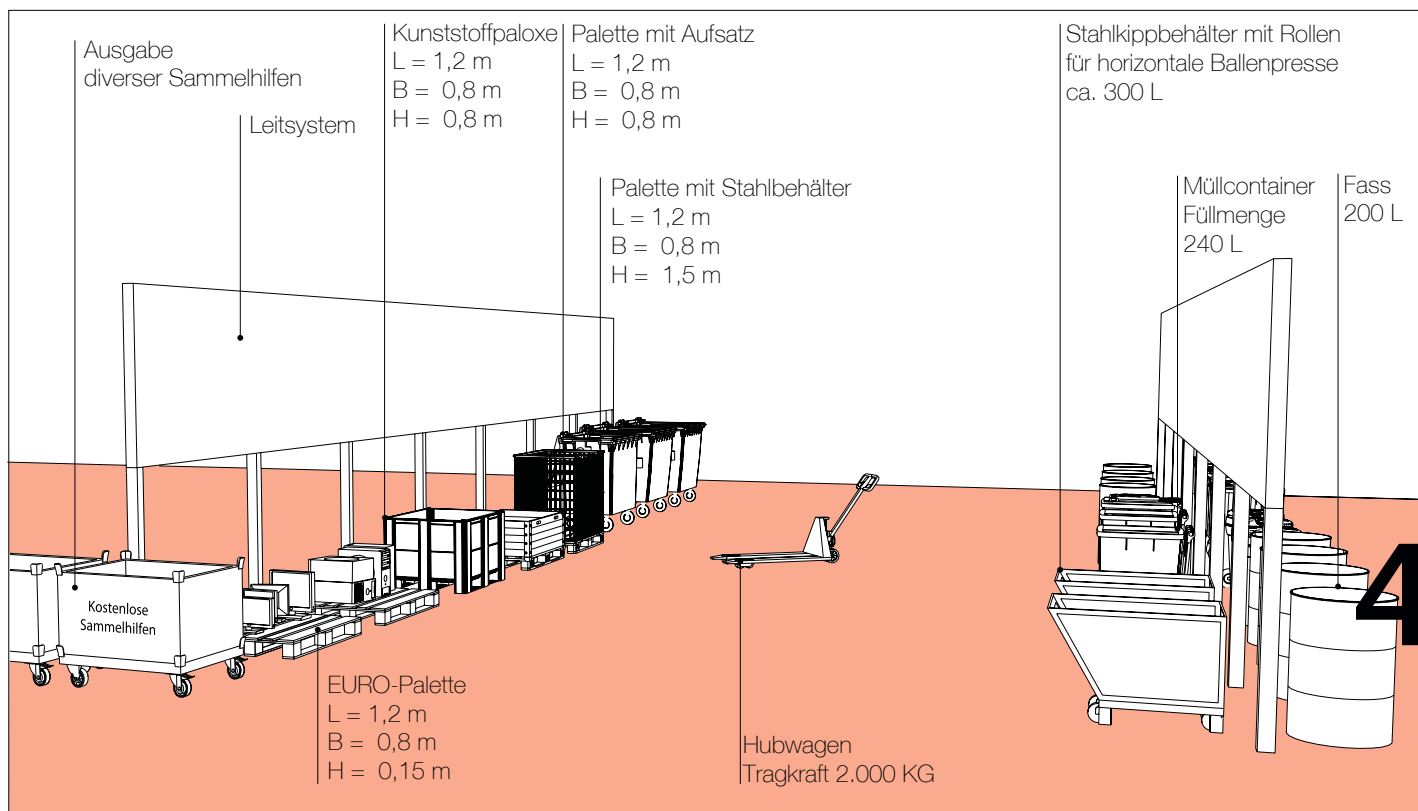 Ausgabe
diverser Sammelhilfen
Leitsystem
Kunststoffpaloxe
L = 1,2 m
B = 0,8 m
H = 0,8 m
Palette mit Aufsatz
L = 1,2 m
B = 0,8 m
H = 0,8 m
Palette mit Stahlbehälter
L = 1,2 m
B = 0,8 m
H = 1,5 m
Stahlkippbehälter mit Rollen
für horizontale Ballenpresse
ca. 300 L
Müllcontainer
Füllmenge
240 L
Fass
200 L
Kostenlose
Sammelhilfen
4
EURO-Palette
L = 1,2 m
B = 0,8 m
H = 0,15 m
Hubwagen
Tragkraft 2.000 KG